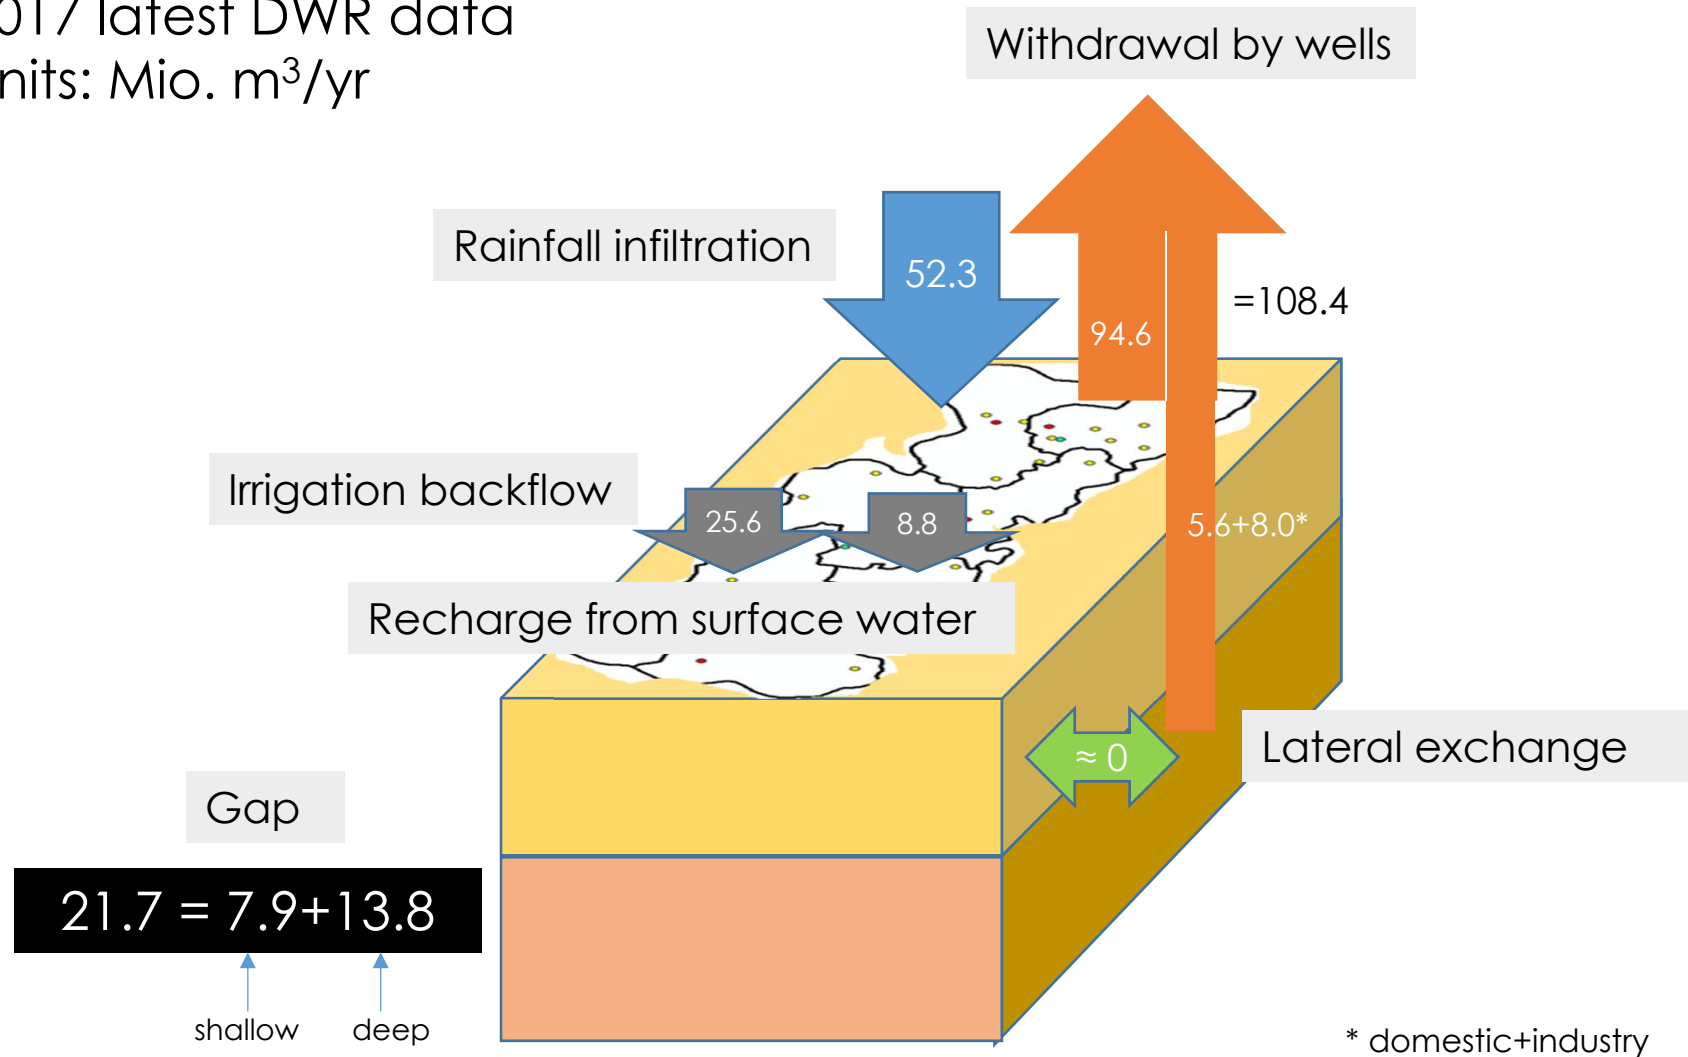 017 latest DWR data
nits: Mio. m³/yr
Withdrawal by wells
Rainfall infiltration
52.3
=108.4
94.6
Irrigation backflow
25.6
8.8
5.6+8.0*
Recharge from surface water
Lateral exchange
≈ 0
Gap
21.7 = 7.9+13.8
shallow
deep
* domestic+industry